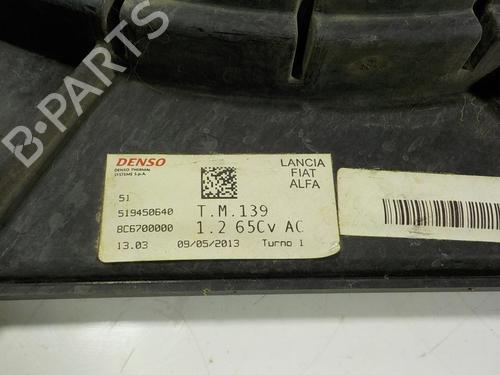 B-PARTS
DENSO
DENSO THERMAL
SYSTEMS S.p.A.
LANCIA
FIAT
ALFA
51
519450640
T.M.139
8C6700000
1.2 65Cv AC
13.03
09/05/2013
Turno 1